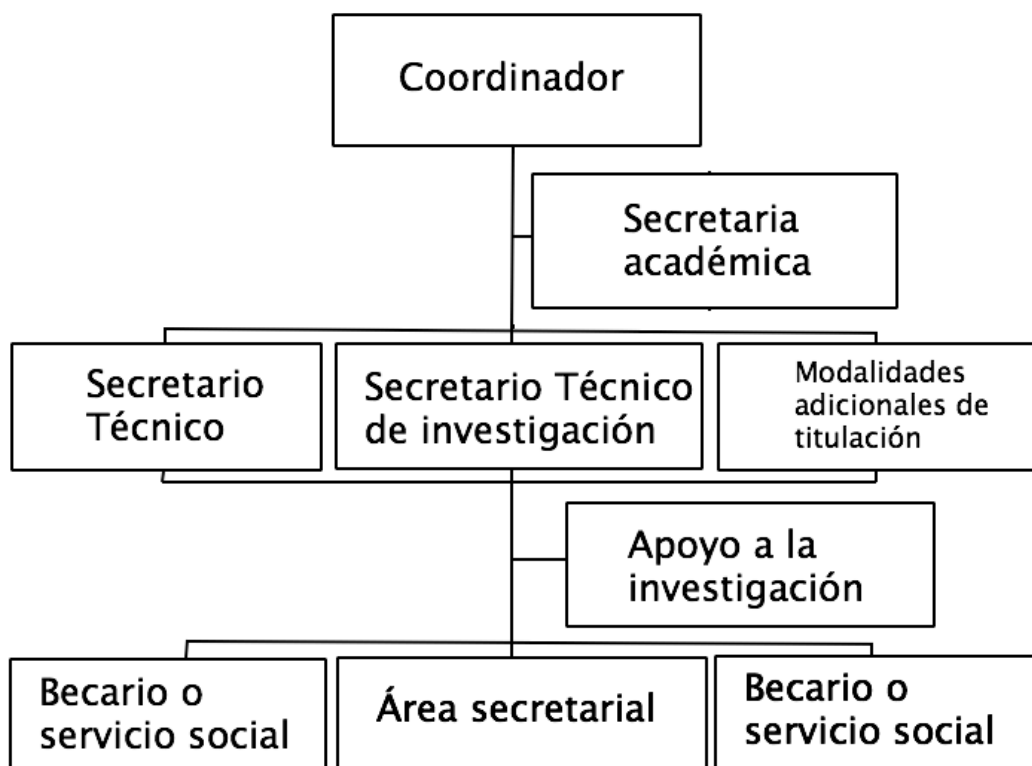 Coordinador
Secretaria
académica
Secretario
Técnico
Secretario Técnico
de investigación
Modalidades
adicionales de
titulación
Apoyo a la
investigación
Becario o
servicio social
Área secretarial
Becario o
servicio social